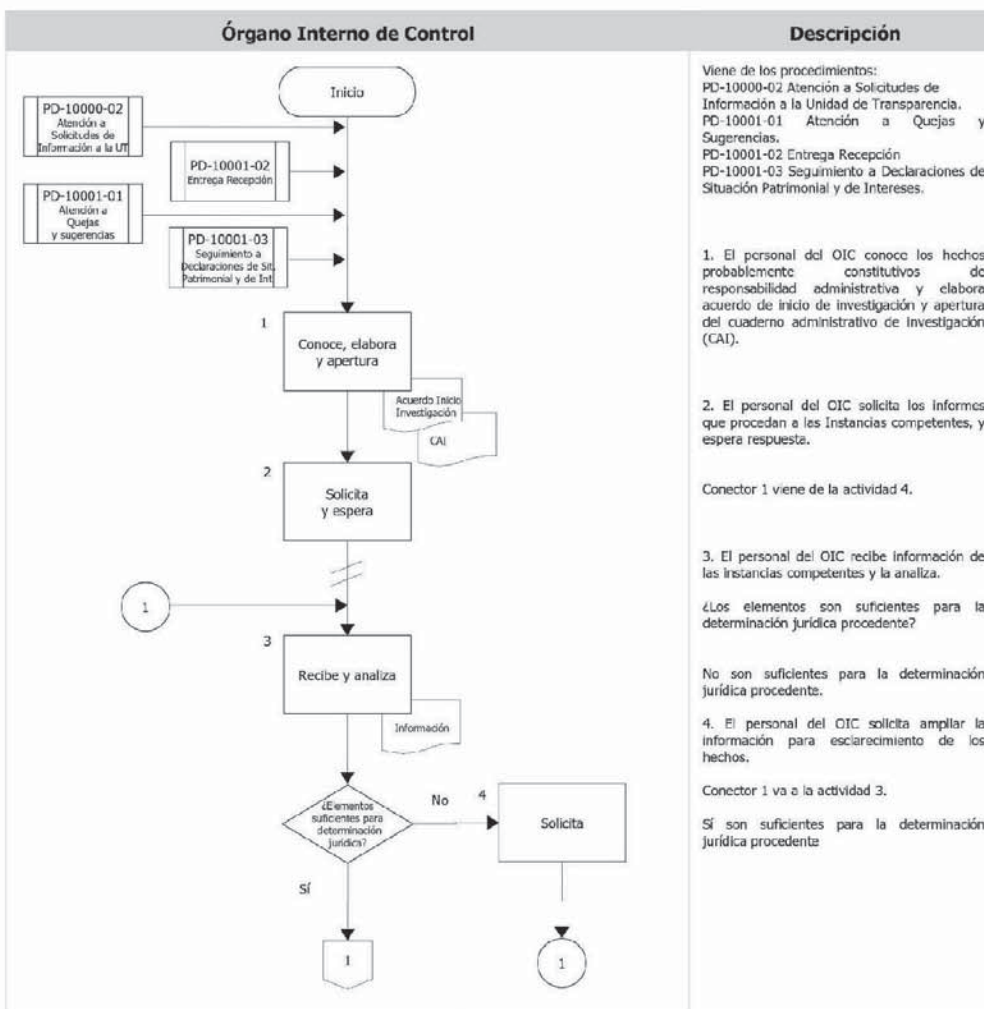 Órgano Interno de Control
Descripción
Inicio
PD-10000-02
Atención a
Solicitudes de
Información a la UT
PD-10001-02
Entrega Recepción
PD-10001-01
Atención a
Quejas
y sugerencias
PD-10001-03
Seguimiento a
Declaraciones de Sit.
Patrimonial y de Int
1
Conoce, elabora
y apertura
Acuerdo Inicio
Investigación
CAI
2
Solicita
y espera
1
3
Recibe y analiza
Información
¿Elementos
suficientes para
determinación
jurídica?
No
4
Solicita
Sí
1
1
Viene de los procedimientos:
PD-10000-02 Atención a Solicitudes de
Información a la Unidad de Transparencia.
PD-10001-01 Atención a Quejas y
Sugerencias.
PD-10001-02 Entrega Recepción
PD-10001-03 Seguimiento a Declaraciones de
Situación Patrimonial y de Intereses.
1. El personal del OIC conoce los hechos
probablemente constitutivos de
responsabilidad administrativa y elabora
acuerdo de inicio de investigación y apertura
del cuaderno administrativo de investigación
(CAI).
2. El personal del OIC solicita los informes
que procedan a las Instancias competentes, y
espera respuesta.
Conector 1 viene de la actividad 4.
3. El personal del OIC recibe información de
las instancias competentes y la analiza.
¿Los elementos son suficientes para la
determinación jurídica procedente?
No son suficientes para la determinación
jurídica procedente.
4. El personal del OIC solicita ampliar la
información para esclarecimiento de los
hechos.
Conector 1 va a la actividad 3.
Sí son suficientes para la determinación
jurídica procedente